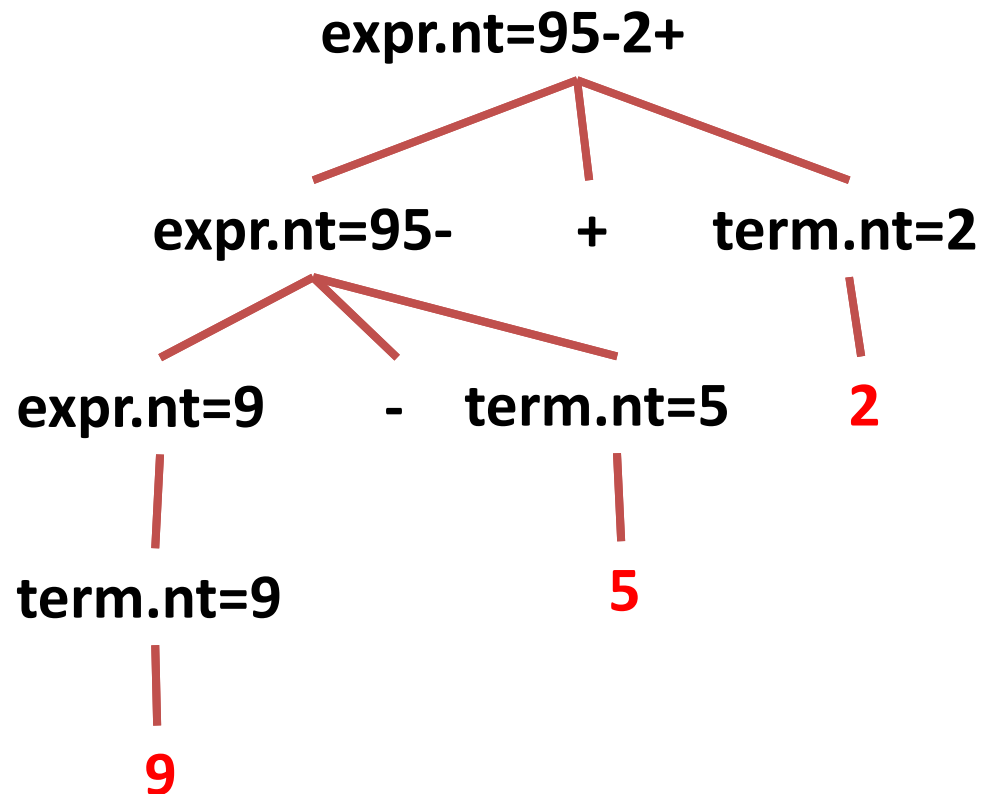 expr.nt=95-2+
expr.nt=95- + term.nt=2
expr.nt=9 - term.nt=5 2
term.nt=9 5
9